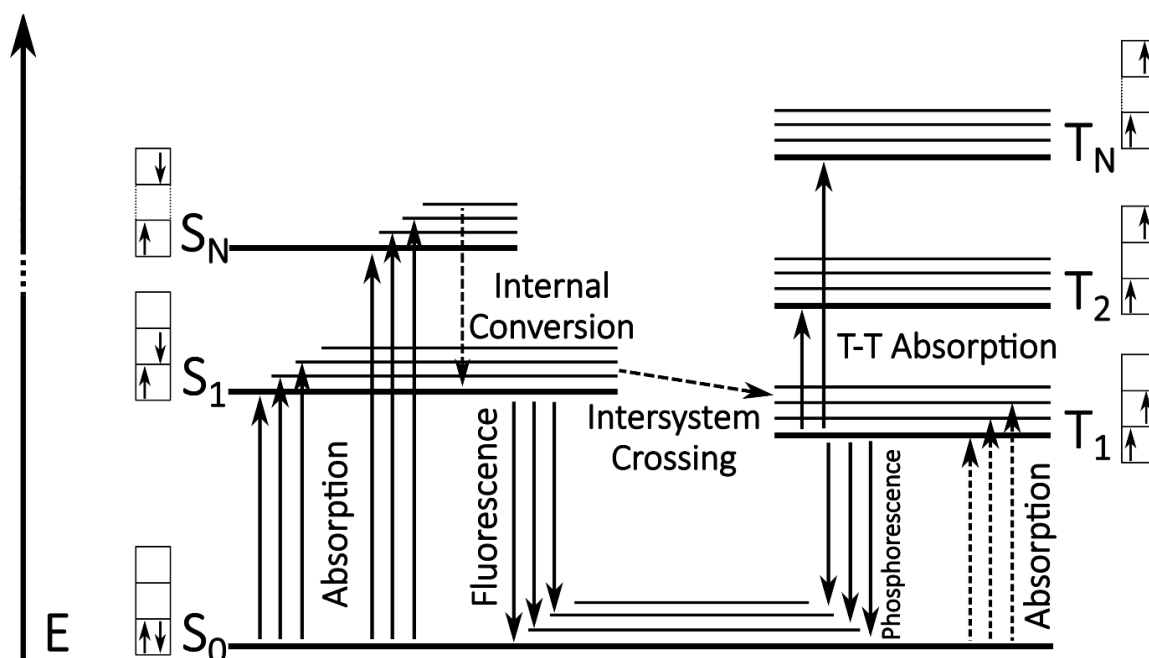 T_N
S_N
Internal
Conversion
T_2
T-T Absorption
S_1
Intersystem
Crossing
T_1
Absorption
Fluorescence
Phosphorescence
Absorption
E
S_0